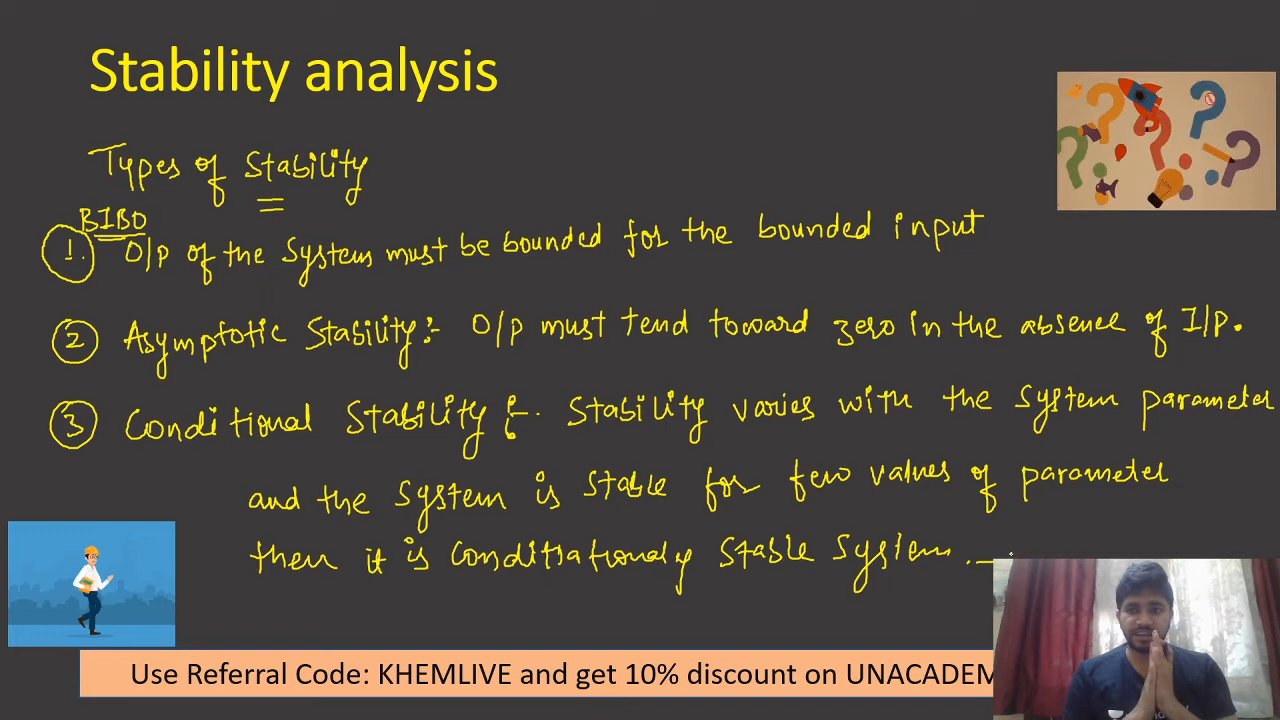 Stability analysis
Types of Stability
BIBO
1. O/P of the System must be bounded for the bounded input
2 Asymptotic Stability:- O/P must tend toward zero in the absence of I/P.
3 Conditional Stability :- Stability varies with the system parameter
and the system is stable for few values of parameter
then it is conditrationaly stable system.
Use Referral Code: KHEMLIVE and get 10% discount on UNACADEM